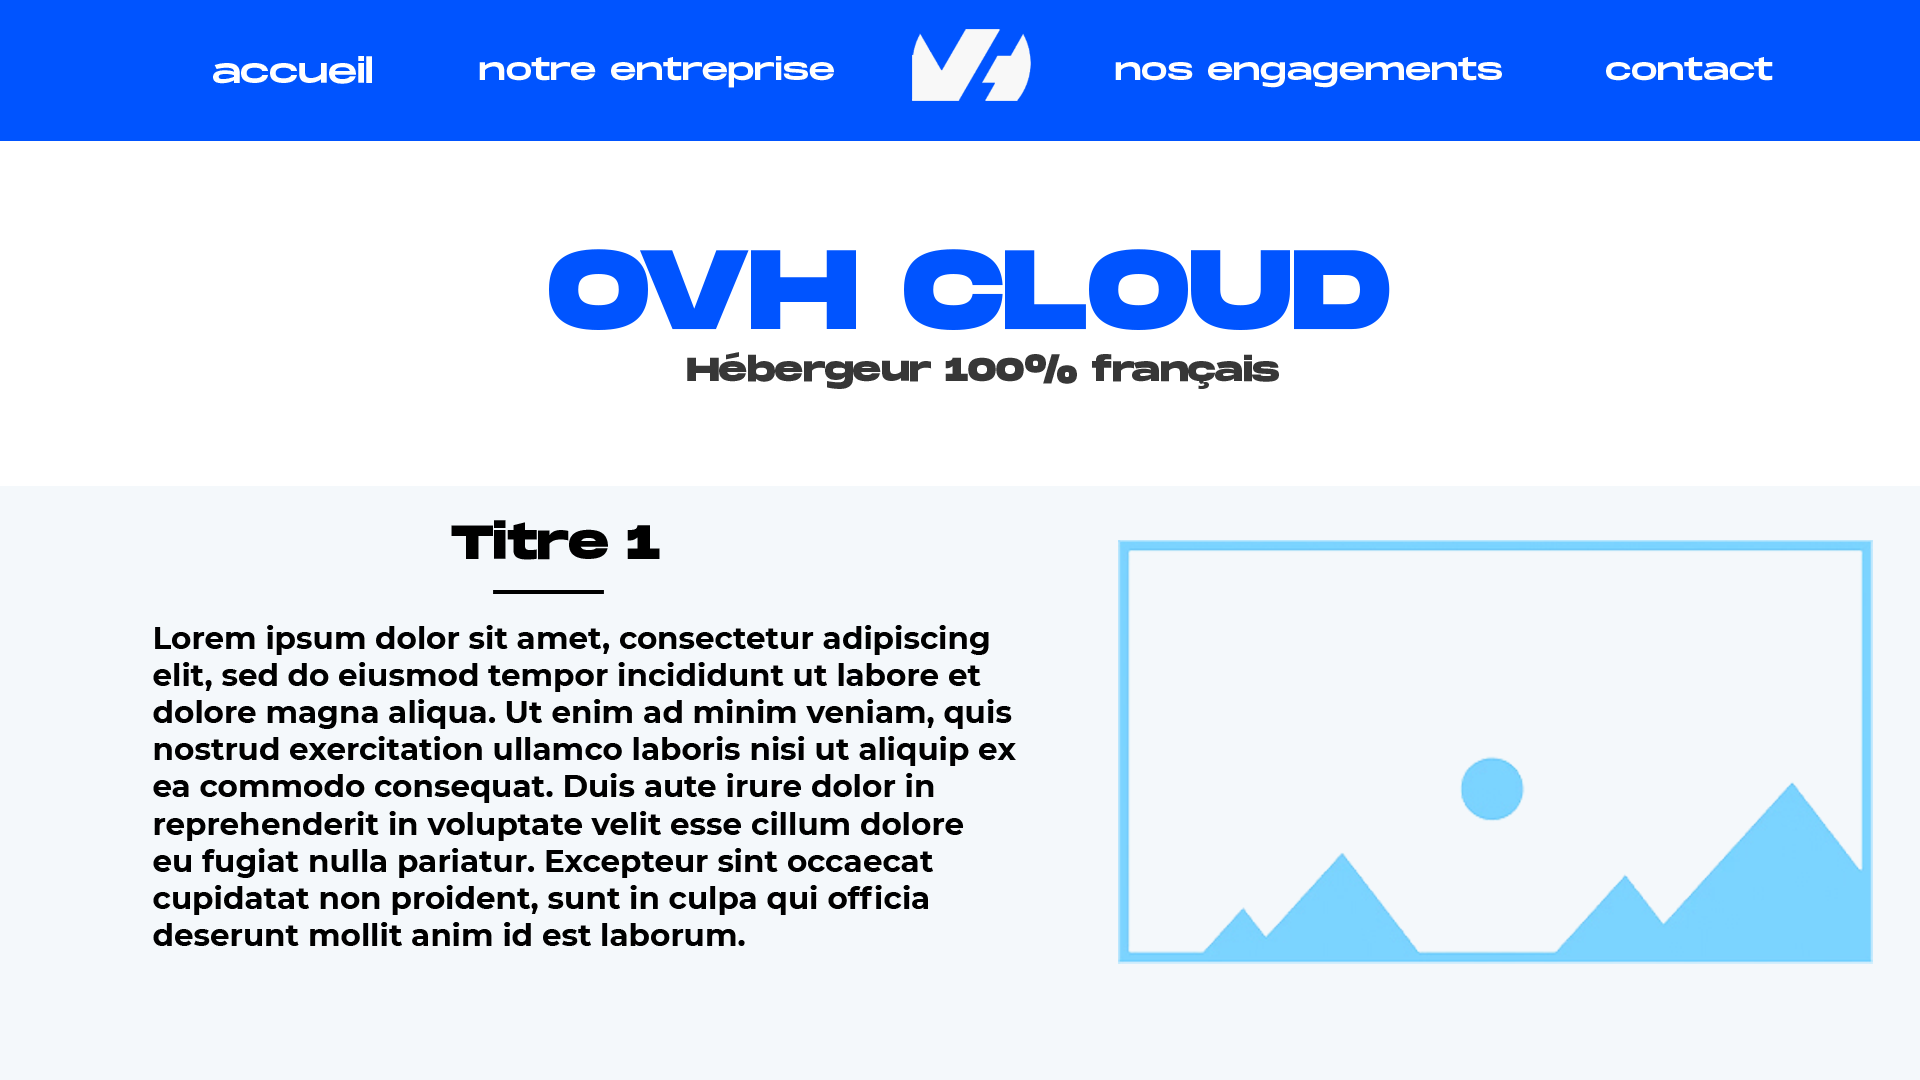 accueil
notre entreprise
nos engagements
contact
OVH CLOUD
Hébergeur 100% français
Titre 1
Lorem ipsum dolor sit amet, consectetur adipiscing
elit, sed do eiusmod tempor incididunt ut labore et
dolore magna aliqua. Ut enim ad minim veniam, quis
nostrud exercitation ullamco laboris nisi ut aliquip ex
ea commodo consequat. Duis aute irure dolor in
reprehenderit in voluptate velit esse cillum dolore
eu fugiat nulla pariatur. Excepteur sint occaecat
cupidatat non proident, sunt in culpa qui officia
deserunt mollit anim id est laborum.